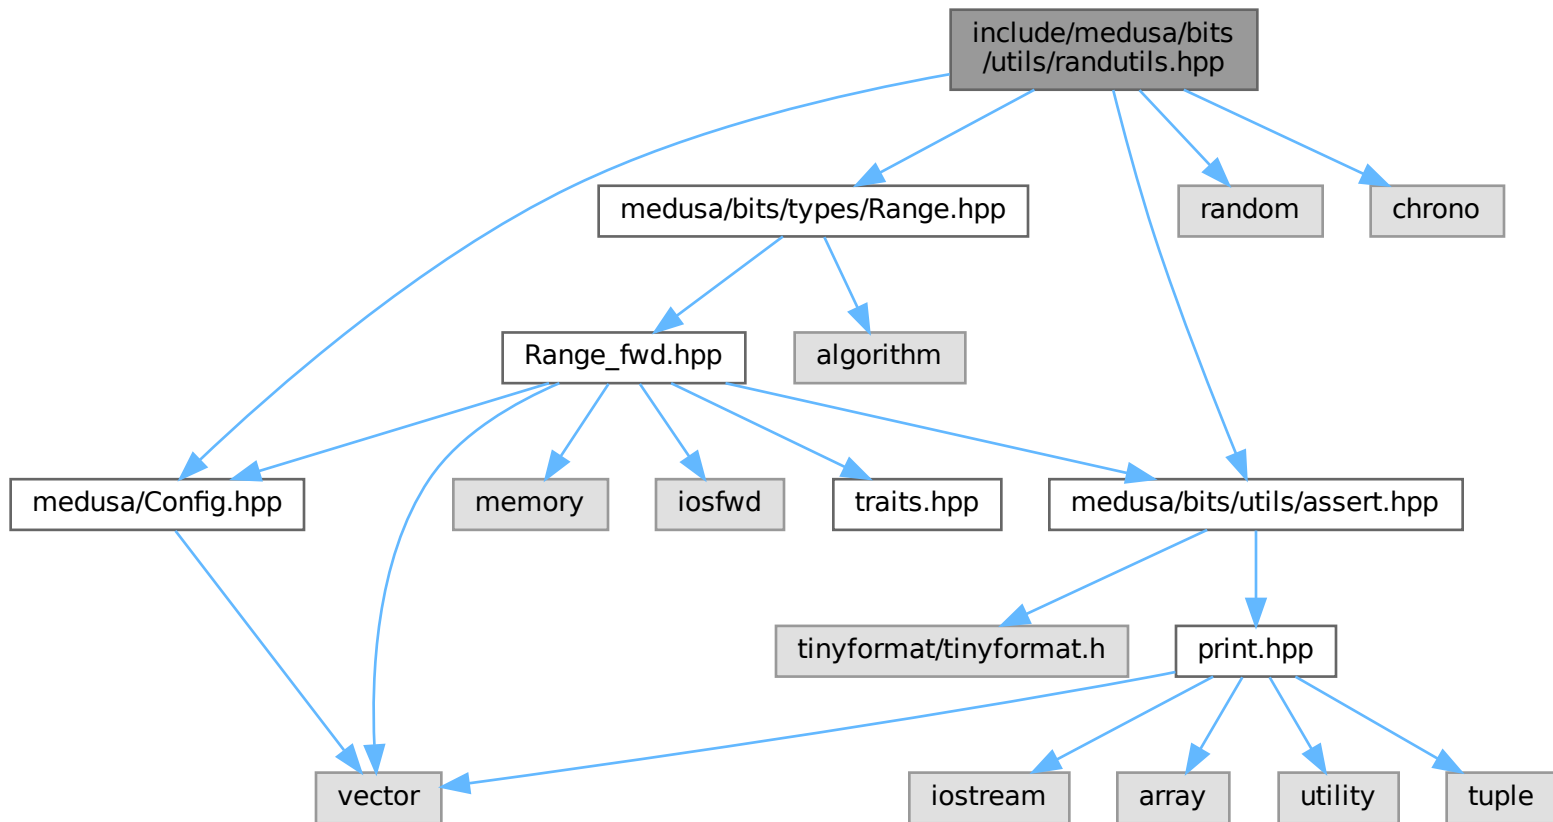 include/medusa/bits
/utils/randutils.hpp
medusa/bits/types/Range.hpp
random
chrono
Range_fwd.hpp
algorithm
medusa/Config.hpp
memory
iosfwd
traits.hpp
medusa/bits/utils/assert.hpp
tinyformat/tinyformat.h
print.hpp
vector
iostream
array
utility
tuple